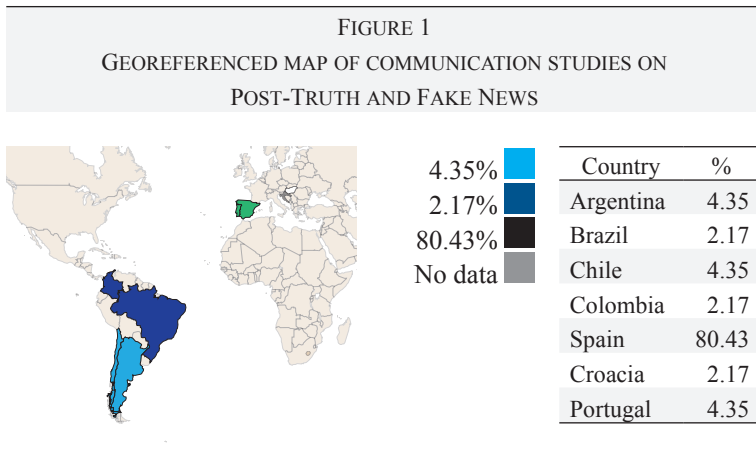 FIGURE 1
GEOREFERENCED MAP OF COMMUNICATION STUDIES ON
POST-TRUTH AND FAKE NEWS
4.35%
2.17%
80.43%
No data
Country %
Argentina 4.35
Brazil 2.17
Chile 4.35
Colombia 2.17
Spain 80.43
Croacia 2.17
Portugal 4.35